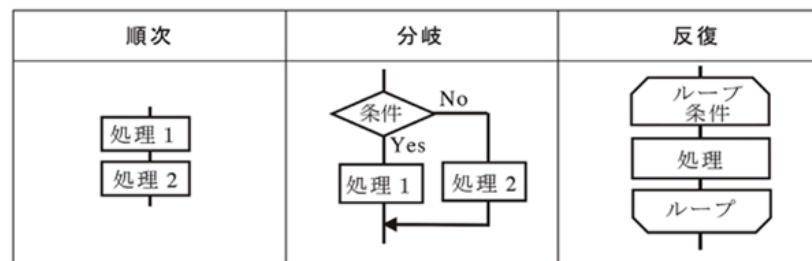 順次
分岐
反復
処理 1
処理 2
条件
No
Yes
処理 1
処理 2
ループ
条件
処理
ループ